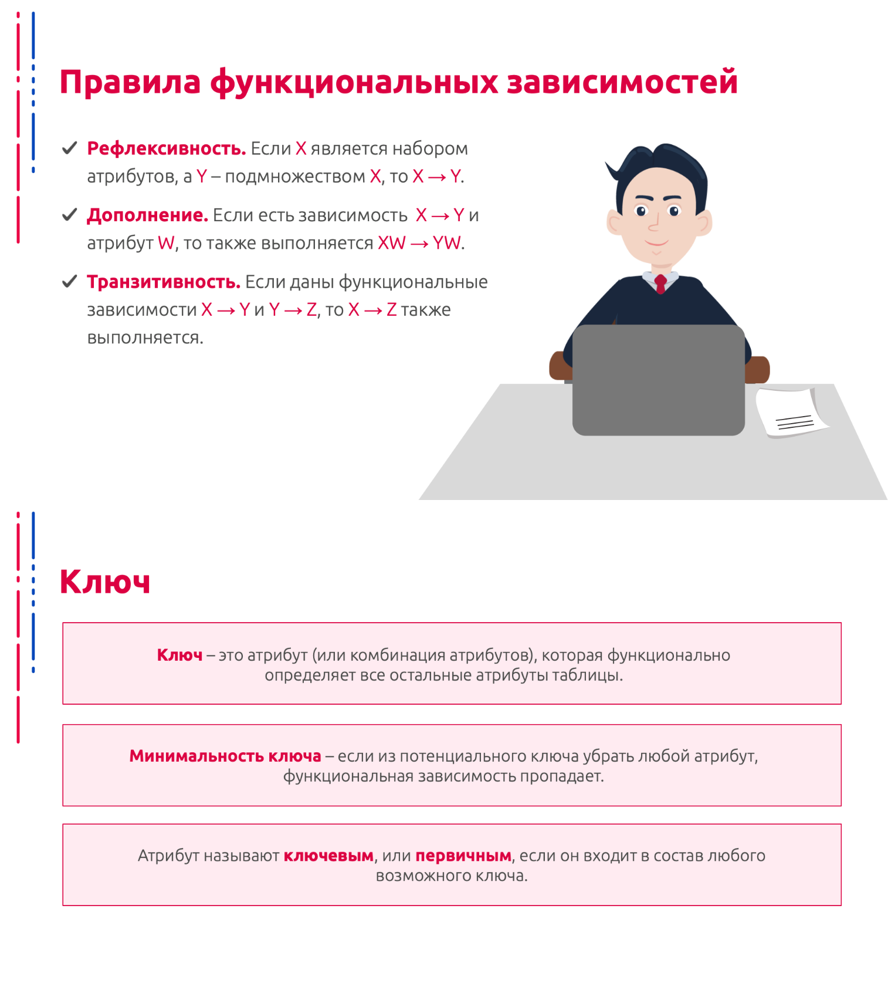 Правила функциональных зависимостей
Рефлексивность. Если X является набором
атрибутов, а Y – подмножеством X, то X → Y.
Дополнение. Если есть зависимость X → Y и
атрибут W, то также выполняется XW → YW.
Транзитивность. Если даны функциональные
зависимости X → Y и Y → Z, то X → Z также
выполняется.
Ключ
Ключ – это атрибут (или комбинация атрибутов), которая функционально
определяет все остальные атрибуты таблицы.
Минимальность ключа – если из потенциального ключа убрать любой атрибут,
функциональная зависимость пропадает.
Атрибут называют ключевым, или первичным, если он входит в состав любого
возможного ключа.